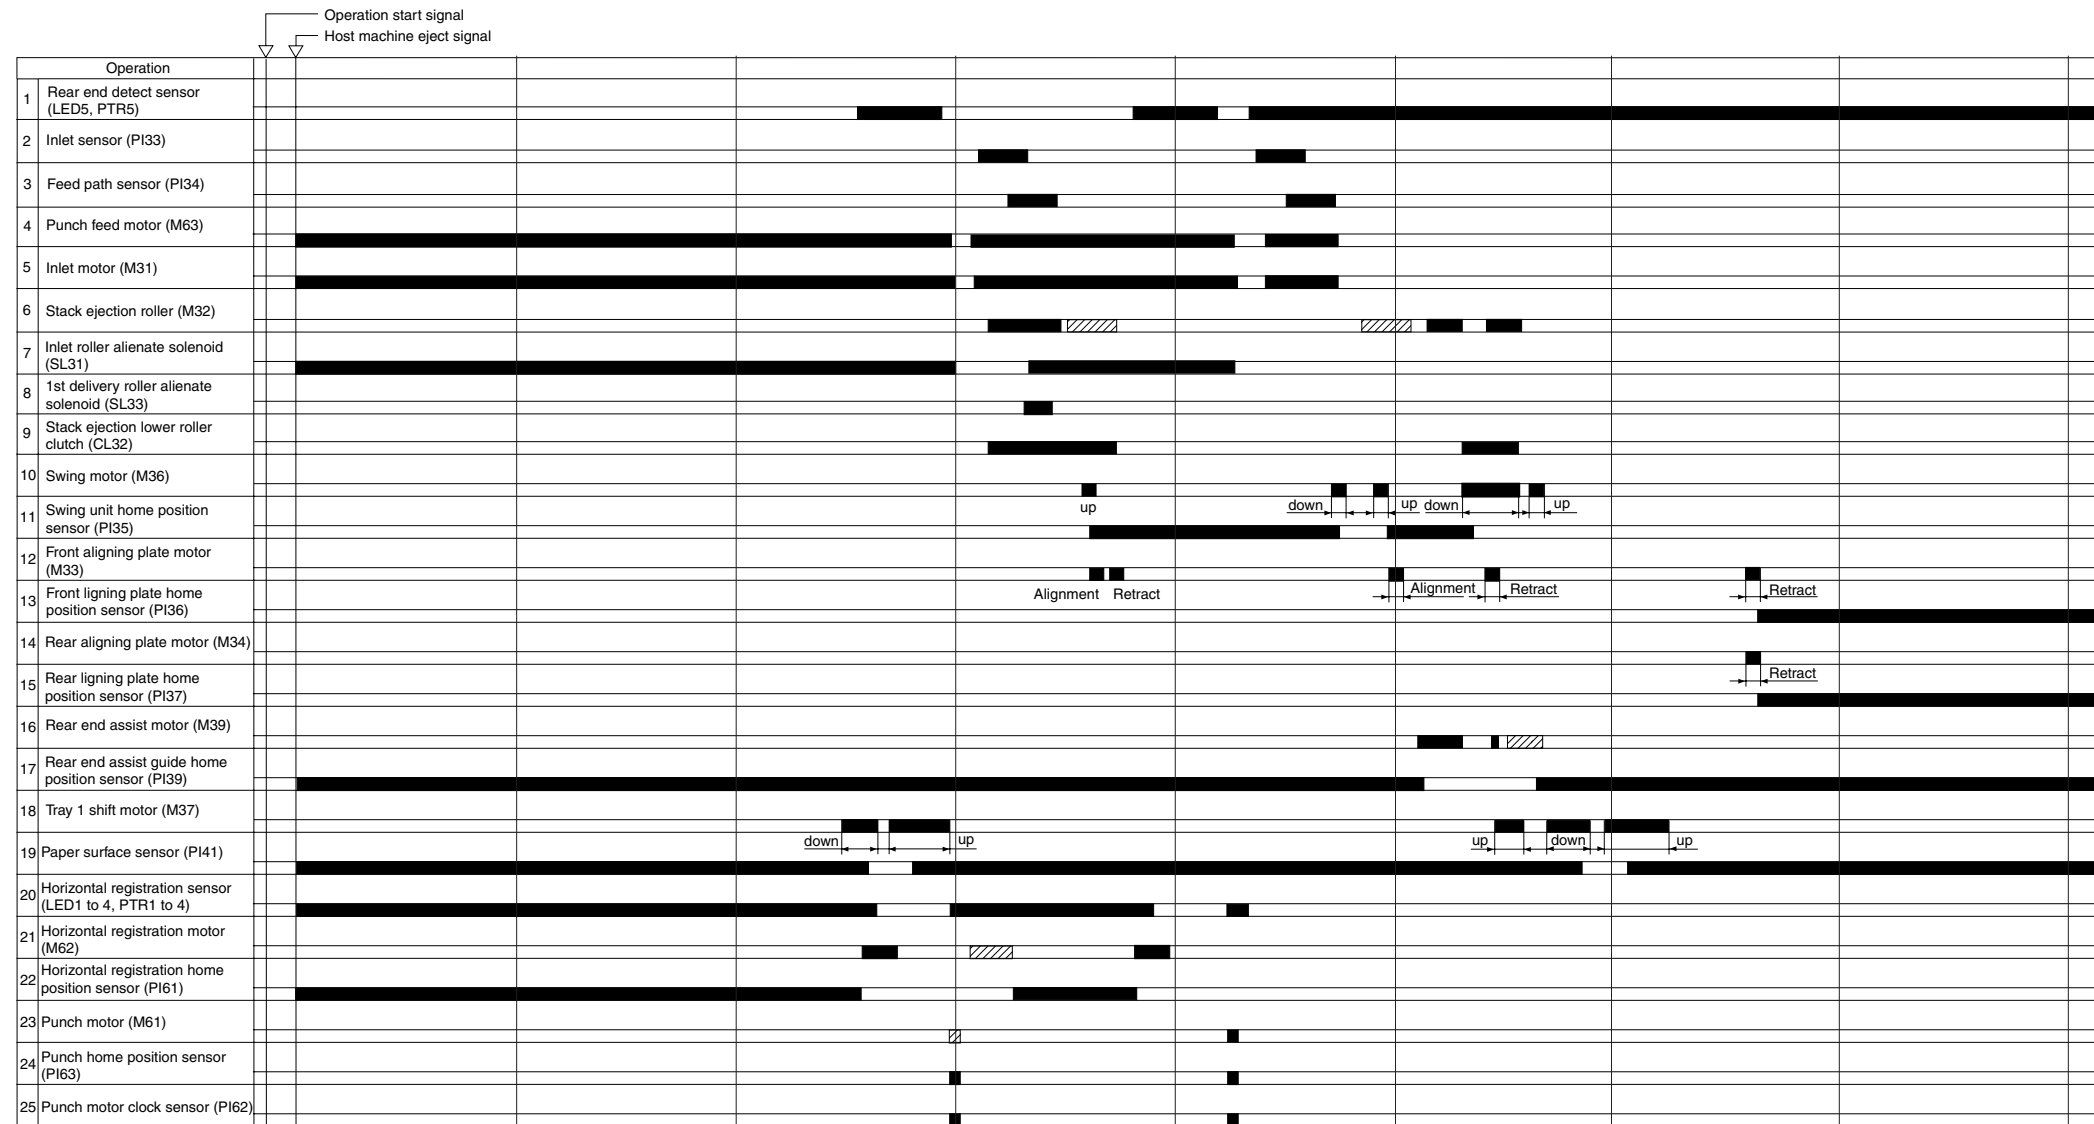 Operation start signal
Host machine eject signal
Operation
1 Rear end detect sensor
(LED5, PTR5)
2 Inlet sensor (PI33)
3 Feed path sensor (PI34)
4 Punch feed motor (M63)
5 Inlet motor (M31)
6 Stack ejection roller (M32)
7 Inlet roller alienate solenoid
(SL31)
8 1st delivery roller alienate
solenoid (SL33)
9 Stack ejection lower roller
clutch (CL32)
10 Swing motor (M36)
up
down up down up
11 Swing unit home position
sensor (PI35)
12 Front aligning plate motor
(M33)
Alignment Retract Alignment Retract Retract
13 Front ligning plate home
position sensor (PI36)
14 Rear aligning plate motor (M34)
Retract
15 Rear ligning plate home
position sensor (PI37)
16 Rear end assist motor (M39)
17 Rear end assist guide home
position sensor (PI39)
18 Tray 1 shift motor (M37)
down up up down up
19 Paper surface sensor (PI41)
20 Horizontal registration sensor
(LED1 to 4, PTR1 to 4)
21 Horizontal registration motor
(M62)
22 Horizontal registration home
position sensor (PI61)
23 Punch motor (M61)
24 Punch home position sensor
(PI63)
25 Punch motor clock sensor (PI62)